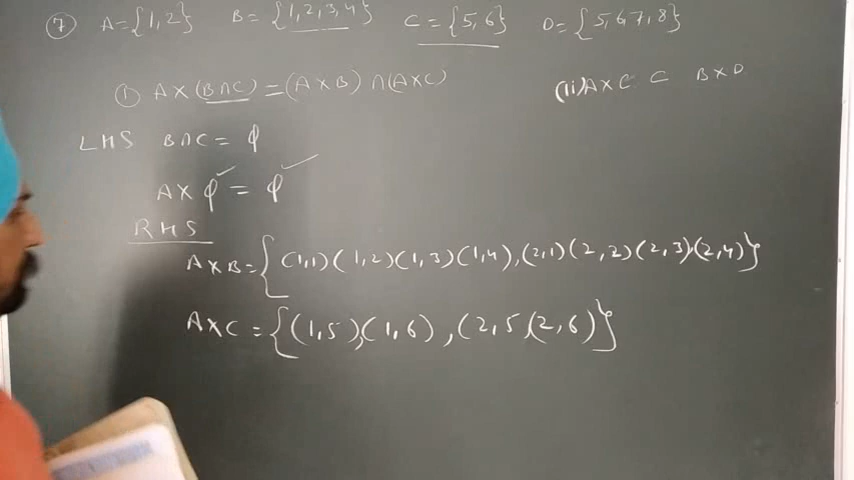 ⑦ A={1,2} B={1,2,3,4} C={5,6} D={5,6,7,8}
① A×(B∩C)=(A×B)∩(A×C) (ii) A×C ⊂ B×D
LHS B∩C= φ
A× φ = φ
RHS
A×B={(1,1)(1,2)(1,3)(1,4),(2,1)(2,2)(2,3),(2,4)}
A×C={(1,5),(1,6),(2,5,(2,6)}